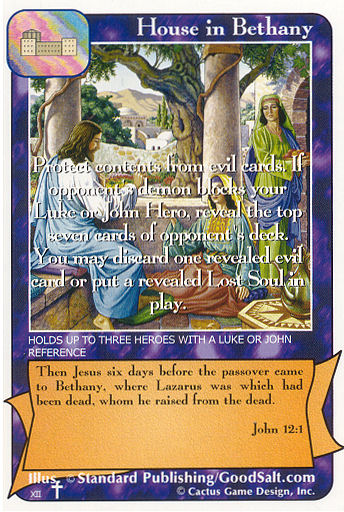 House in Bethany
Protect contents from evil cards. If
opponent's demon blocks your
Luke or John Hero, reveal the top
seven cards of opponent's deck.
You may discard one revealed evil
card or put a revealed Lost Soul in
play.
HOLDS UP TO THREE HEROES WITH A LUKE OR JOHN
REFERENCE
Then Jesus six days before the passover came
to Bethany, where Lazarus was which had
been dead, whom he raised from the dead.
John 12:1
Illus. ©Standard Publishing/GoodSalt.com
XII
© Cactus Game Design, Inc.